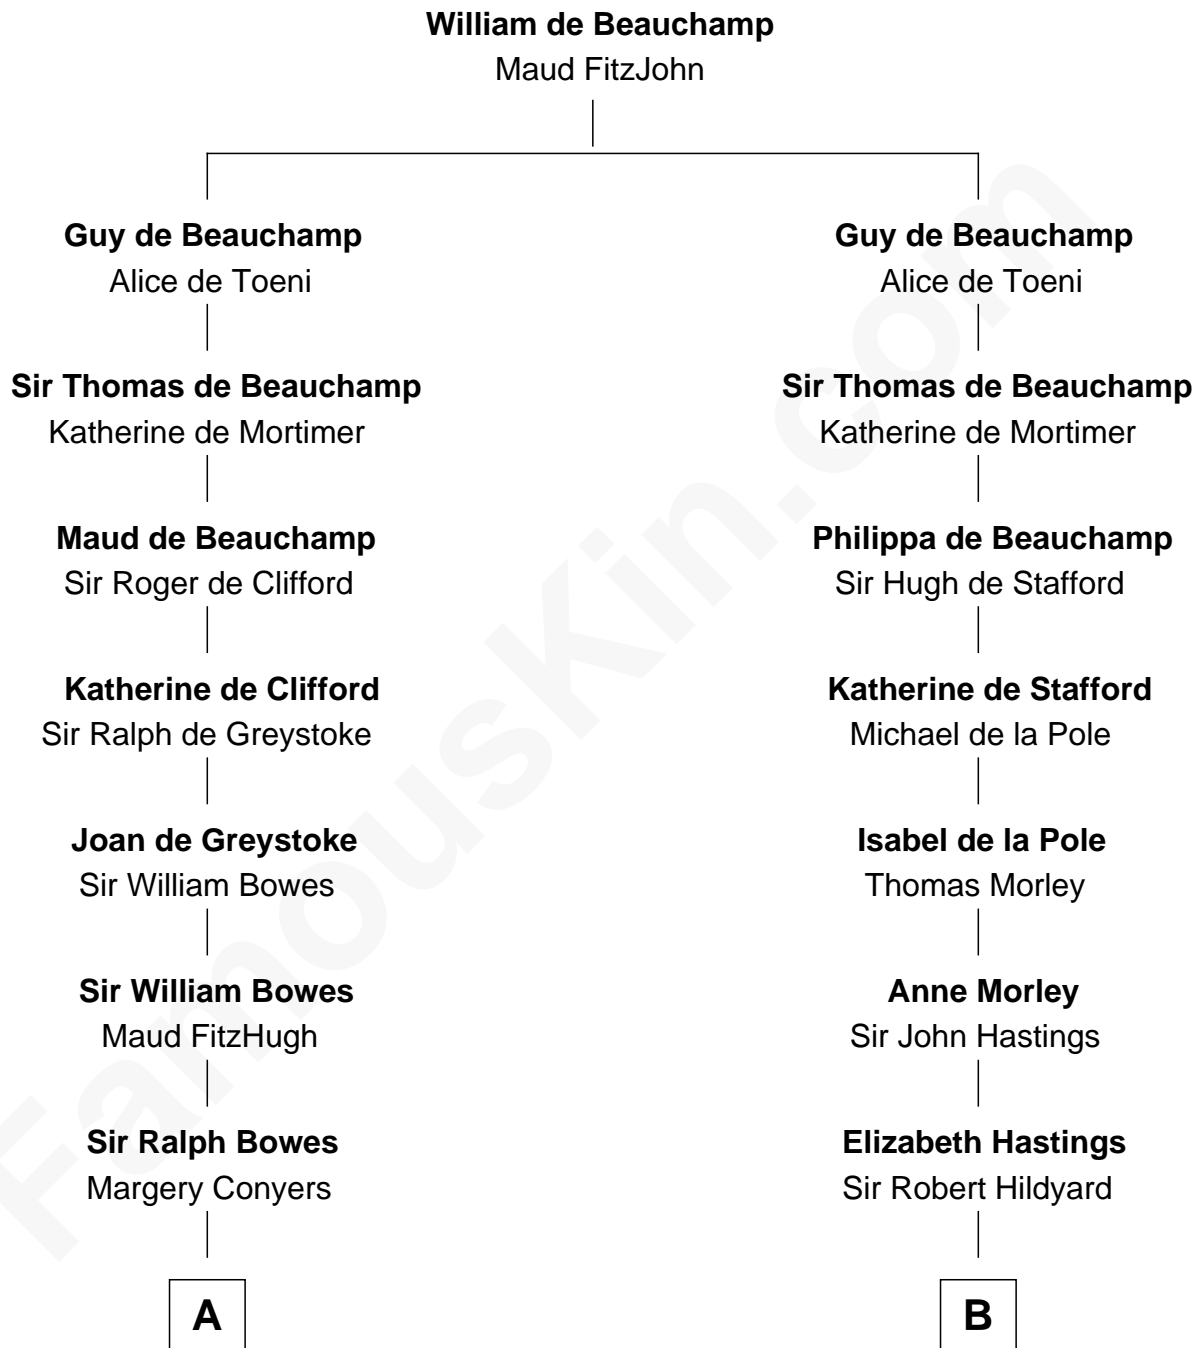 William de Beauchamp
Maud FitzJohn
Guy de Beauchamp
Alice de Toeni
Sir Thomas de Beauchamp
Katherine de Mortimer
Maud de Beauchamp
Sir Roger de Clifford
Katherine de Clifford
Sir Ralph de Greystoke
Joan de Greystoke
Sir William Bowes
Sir William Bowes
Maud FitzHugh
Sir Ralph Bowes
Margery Conyers
A
Guy de Beauchamp
Alice de Toeni
Sir Thomas de Beauchamp
Katherine de Mortimer
Philippa de Beauchamp
Sir Hugh de Stafford
Katherine de Stafford
Michael de la Pole
Isabel de la Pole
Thomas Morley
Anne Morley
Sir John Hastings
Elizabeth Hastings
Sir Robert Hildyard
B
FamousKin.com